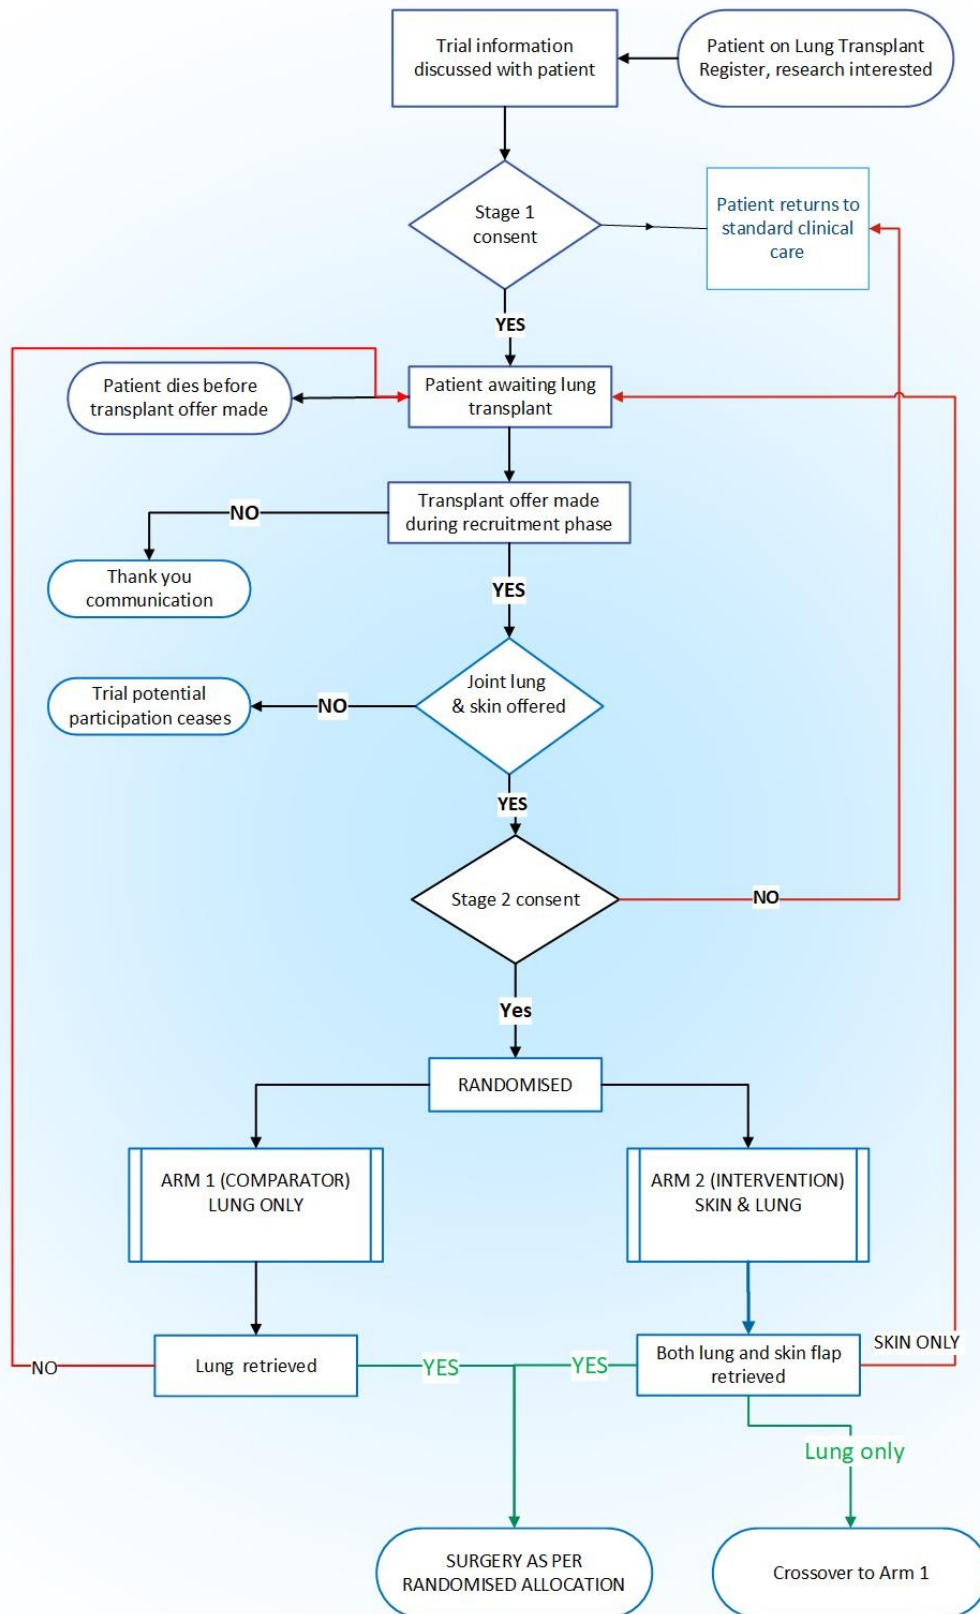 Trial information
discussed with patient
Patient on Lung Transplant
Register, research interested
Stage 1
consent
Patient returns to
standard clinical
care
YES
Patient dies before
transplant offer made
Patient awaiting lung
transplant
Transplant offer made
during recruitment phase
NO
Thank you
communication
YES
Joint lung
& skin offered
NO
Trial potential
participation ceases
YES
Stage 2 consent
NO
Yes
RANDOMISED
ARM 1 (COMPARATOR)
LUNG ONLY
ARM 2 (INTERVENTION)
SKIN & LUNG
NO
Lung retrieved
YES
YES
Both lung and skin flap
retrieved
SKIN ONLY
Lung only
SURGERY AS PER
RANDOMISED ALLOCATION
Crossover to Arm 1